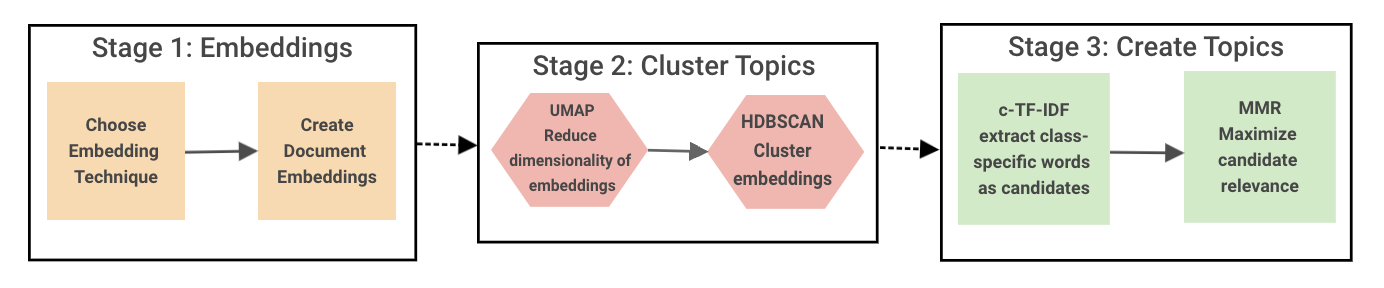 Stage 1: Embeddings
Choose
Embedding
Technique
Create
Document
Embeddings
Stage 2: Cluster Topics
UMAP
Reduce
dimensionality of
embeddings
HDBSCAN
Cluster
embeddings
Stage 3: Create Topics
c-TF-IDF
extract class-
specific words
as candidates
MMR
Maximize
candidate
relevance